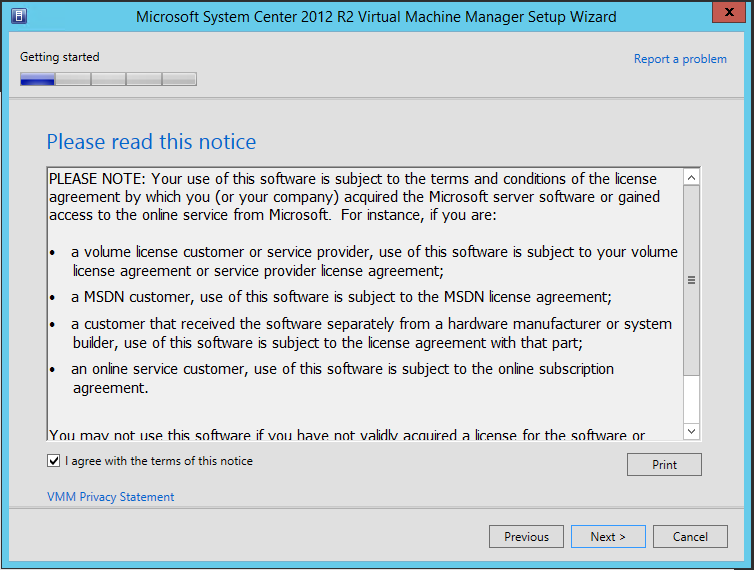 Microsoft System Center 2012 R2 Virtual Machine Manager Setup Wizard
x
Getting started
Report a problem
Please read this notice
PLEASE NOTE: Your use of this software is subject to the terms and conditions of the license
agreement by which you (or your company) acquired the Microsoft server software or gained
access to the online service from Microsoft.  For instance, if you are:
• a volume license customer or service provider, use of this software is subject to your volume
license agreement or service provider license agreement;
• a MSDN customer, use of this software is subject to the MSDN license agreement;
• a customer that received the software separately from a hardware manufacturer or system
builder, use of this software is subject to the license agreement with that part;
• an online service customer, use of this software is subject to the online subscription
agreement.
You may not use this software if you have not validly acquired a license for the software or
I agree with the terms of this notice
Print
VMM Privacy Statement
Previous
Next >
Cancel